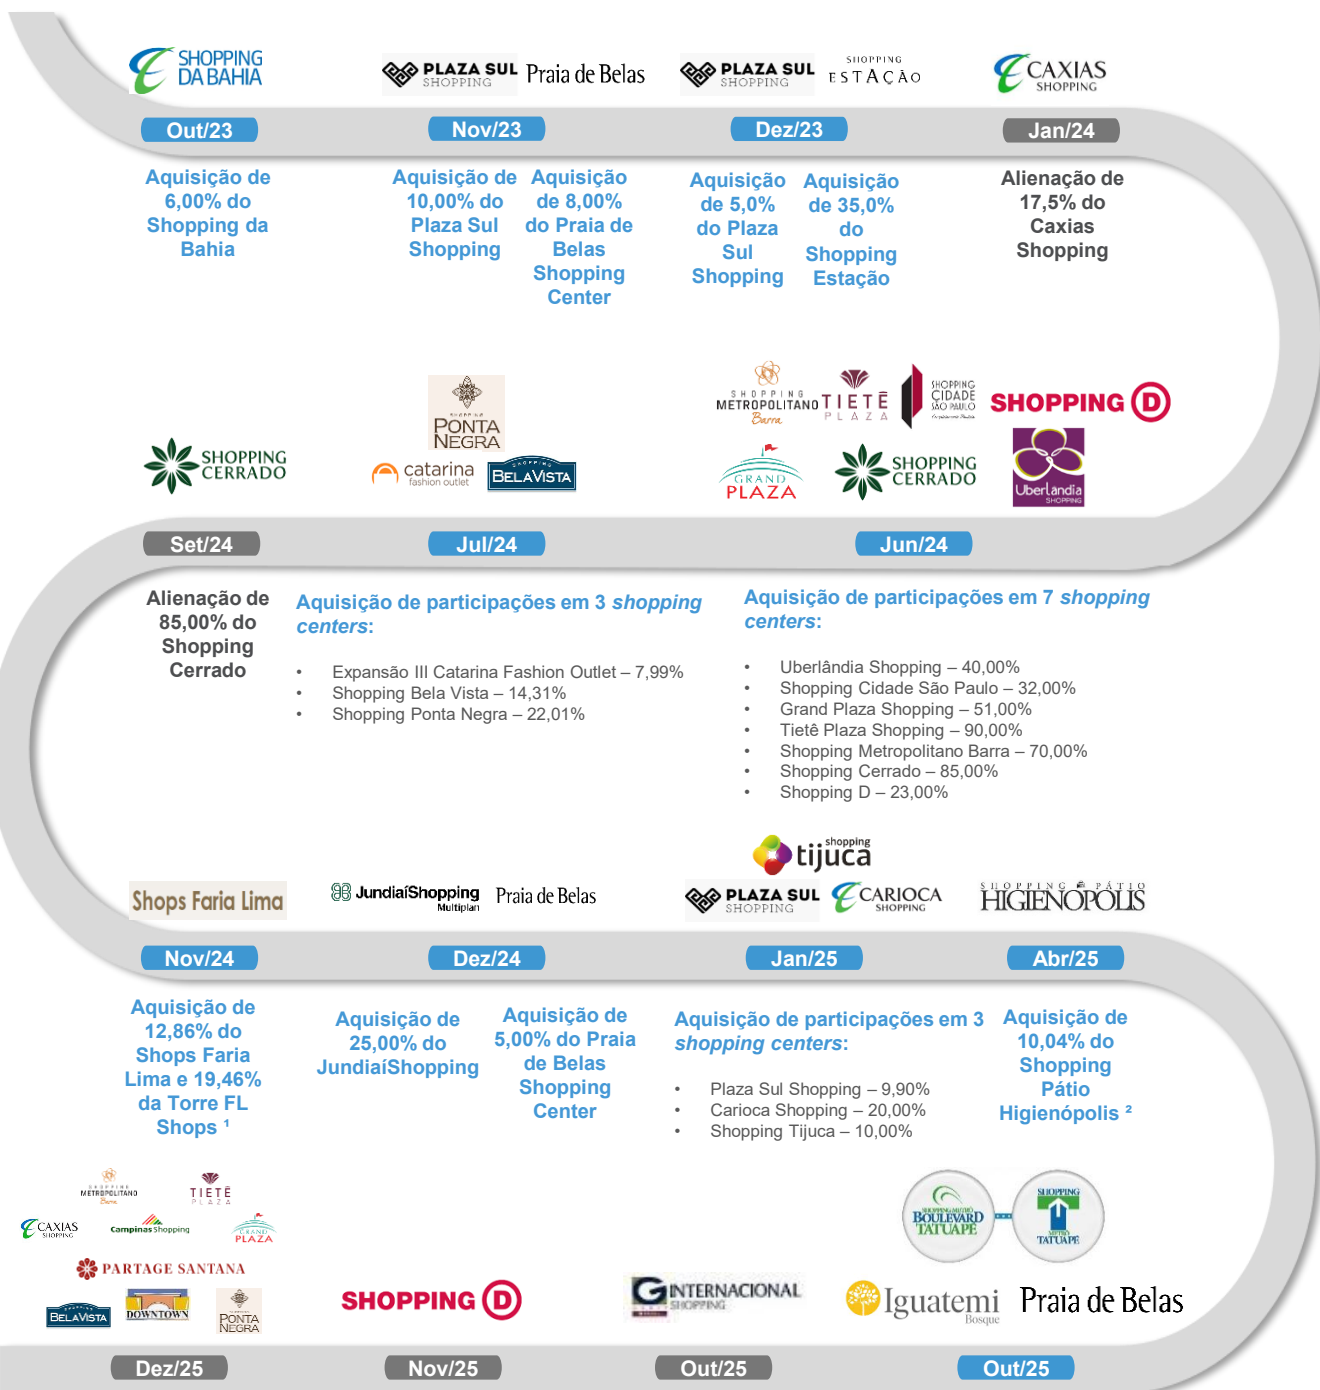 SHOPPING
DA BAHIA
PLAZA SUL
SHOPPING
Praia de Belas
PLAZA SUL
SHOPPING
SHOPPING
ESTAÇÃO
CAXIAS
SHOPPING
Out/23
Nov/23
Dez/23
Jan/24
Aquisição de
6,00% do
Shopping da
Bahia
Aquisição de
10,00% do
Plaza Sul
Shopping
Aquisição
de 8,00%
do Praia de
Belas
Shopping
Center
Aquisição
de 5,0%
do Plaza
Sul
Shopping
Aquisição
de 35,0%
do
Shopping
Estação
Alienação de
17,5% do
Caxias
Shopping
SHOPPING
CERRADO
SHOPPING
PONTA
NEGRA
catarina
fashion outlet
SHOPPING
BELAVISTA
SHOPPING
METROPOLITANO
Barra
TIETÊ
PLAZA
SHOPPING
CIDADE
SÃO PAULO
SHOPPING D
GRAND
PLAZA
SHOPPING
CERRADO
Uberlândia
SHOPPING
Set/24
Jul/24
Jun/24
Alienação de
85,00% do
Shopping
Cerrado
Aquisição de participações em 3 shopping
centers:
• Expansão III Catarina Fashion Outlet – 7,99%
• Shopping Bela Vista – 14,31%
• Shopping Ponta Negra – 22,01%
Aquisição de participações em 7 shopping
centers:
• Uberlândia Shopping – 40,00%
• Shopping Cidade São Paulo – 32,00%
• Grand Plaza Shopping – 51,00%
• Tietê Plaza Shopping – 90,00%
• Shopping Metropolitano Barra – 70,00%
• Shopping Cerrado – 85,00%
• Shopping D – 23,00%
Shops Faria Lima
JundiaíShopping
Multiplan
Praia de Belas
shopping
tijuca
PLAZA SUL
SHOPPING
CARIOCA
SHOPPING
SHOPPING PÁTIO
HIGIENÓPOLIS
Nov/24
Dez/24
Jan/25
Abr/25
Aquisição de
12,86% do
Shops Faria
Lima e 19,46%
da Torre FL
Shops ¹
Aquisição de
25,00% do
JundiaíShopping
Aquisição de
5,00% do Praia
de Belas
Shopping
Center
Aquisição de participações em 3
shopping centers:
• Plaza Sul Shopping – 9,90%
• Carioca Shopping – 20,00%
• Shopping Tijuca – 10,00%
Aquisição de
10,04% do
Shopping
Pátio
Higienópolis ²
SHOPPING
METROPOLITANO
Barra
TIETÊ
PLAZA
CAXIAS
SHOPPING
Campinas Shopping
GRAND
PLAZA
PARTAGE SANTANA
SHOPPING
BELAVISTA
DOWNTOWN
PONTA
NEGRA
SHOPPING D
G INTERNACIONAL
SHOPPING
SHOPPING METRÔ
BOULEVARD
TATUAPÉ
SHOPPING
METRÔ
TATUAPÉ
Iguatemi
Bosque
Praia de Belas
Dez/25
Nov/25
Out/25
Out/25